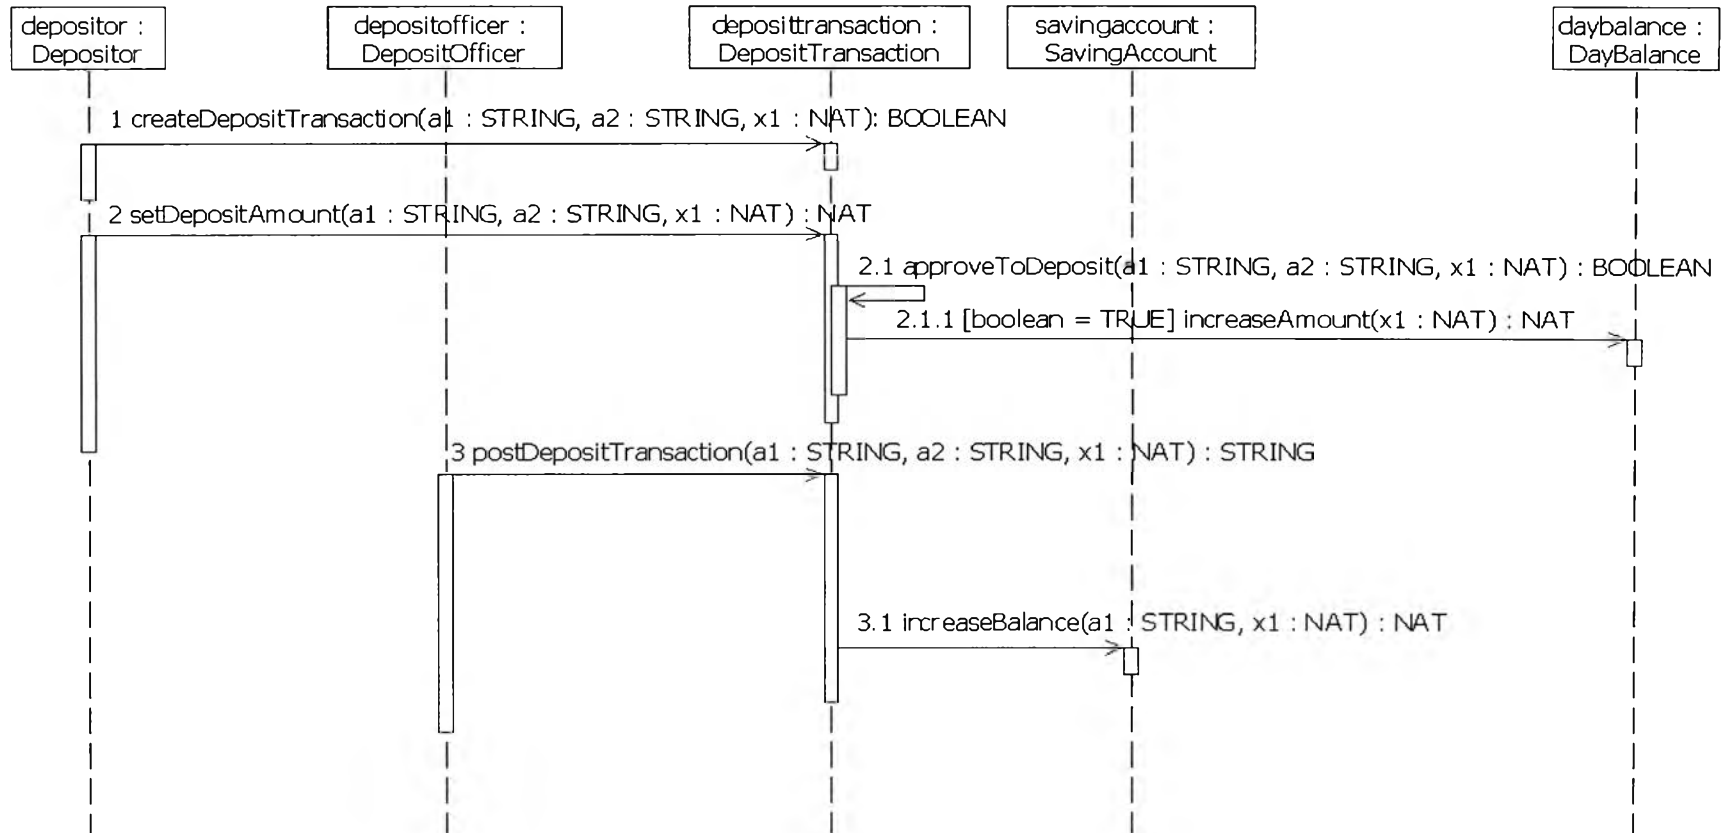 depositor :
Depositor
depositofficer :
DepositOfficer
deposittransaction :
DepositTransaction
savingaccount :
SavingAccount
daybalance :
DayBalance
1 createDepositTransaction(a1 : STRING, a2 : STRING, x1 : NAT): BOOLEAN
2 setDepositAmount(a1 : STRING, a2 : STRING, x1 : NAT) : NAT
2.1 approveToDeposit(a1 : STRING, a2 : STRING, x1 : NAT) : BOOLEAN
2.1.1 [boolean = TRUE] increaseAmount(x1 : NAT) : NAT
3 postDepositTransaction(a1 : STRING, a2 : STRING, x1 : NAT) : STRING
3.1 increaseBalance(a1 : STRING, x1 : NAT) : NAT